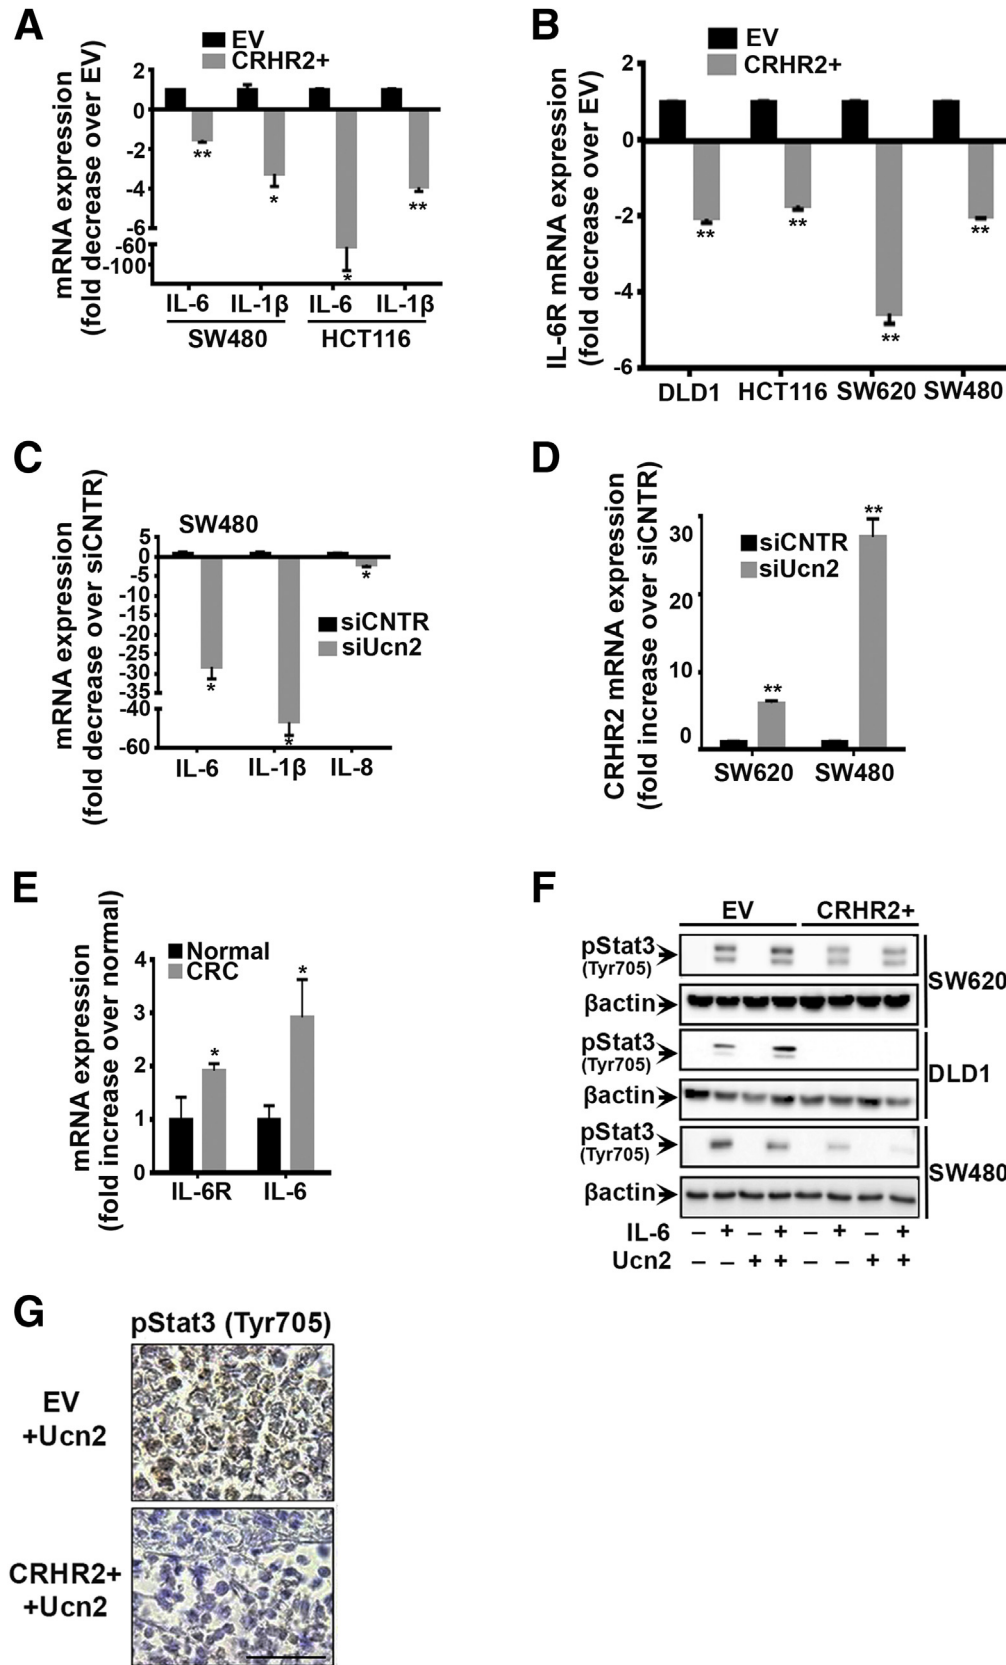 A
EV
CRHR2+
mRNA expression
(fold decrease over EV)
2
0
-2
-4
-6
-60
-100
**
*
*
**
IL-6 IL-1β IL-6 IL-1β
SW480 HCT116
B
EV
CRHR2+
IL-6R mRNA expression
(fold decrease over EV)
2
0
-2
-4
-6
**
**
**
**
DLD1 HCT116 SW620 SW480
C
SW480
mRNA expression
(fold decrease over siCNTR)
5
0
-5
-10
-15
-20
-25
-30
-35
-40
-60
*
*
*
siCNTR
siUcn2
IL-6 IL-1β IL-8
D
CRHR2 mRNA expression
(fold increase over siCNTR)
30
20
10
0
siCNTR
siUcn2
**
**
SW620 SW480
E
mRNA expression
(fold increase over normal)
Normal
CRC
4
3
2
1
0
*
*
IL-6R IL-6
F
EV CRHR2+
pStat3
(Tyr705)
βactin
SW620
pStat3
(Tyr705)
βactin
DLD1
pStat3
(Tyr705)
βactin
SW480
IL-6 – + – + – + – +
Ucn2 – – + + – – + +
G
pStat3 (Tyr705)
EV
+Ucn2
CRHR2+
+Ucn2